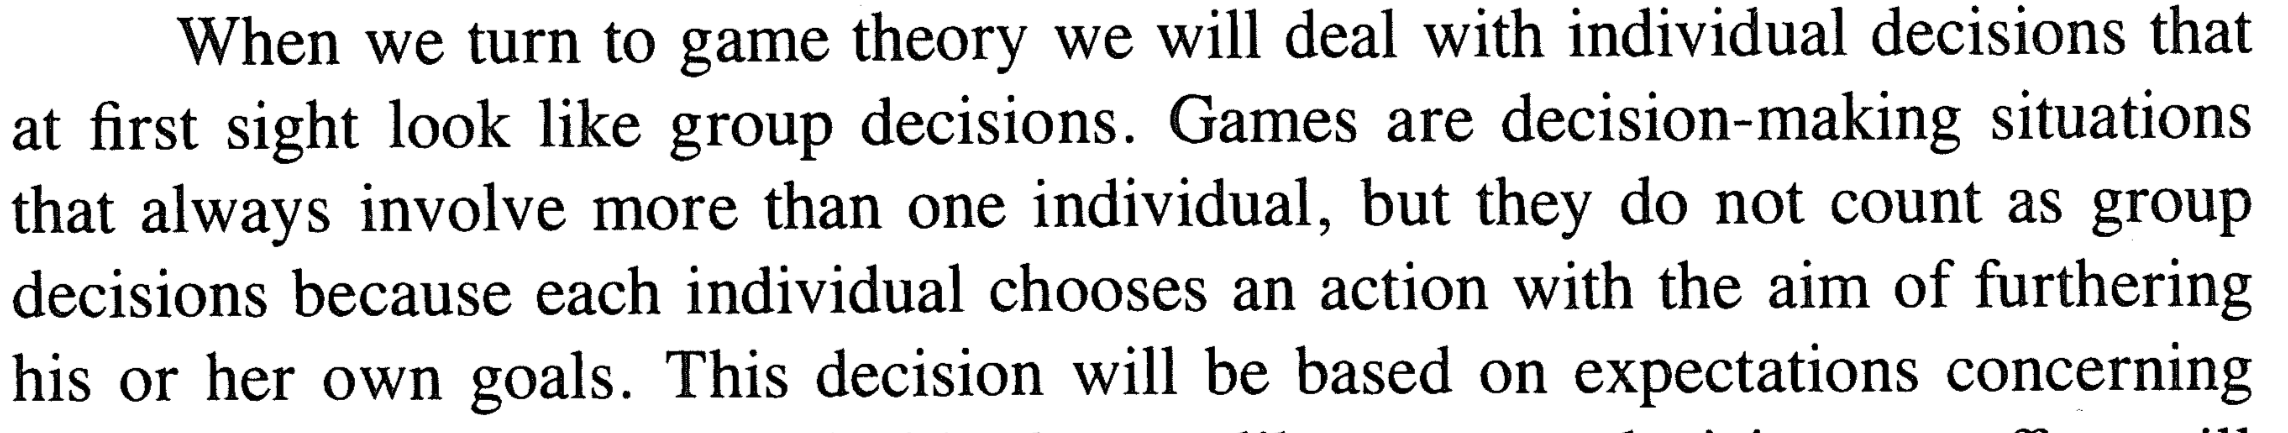 When we turn to game theory we will deal with individual decisions that
at first sight look like group decisions. Games are decision-making situations
that always involve more than one individual, but they do not count as group
decisions because each individual chooses an action with the aim of furthering
his or her own goals. This decision will be based on expectations concerning